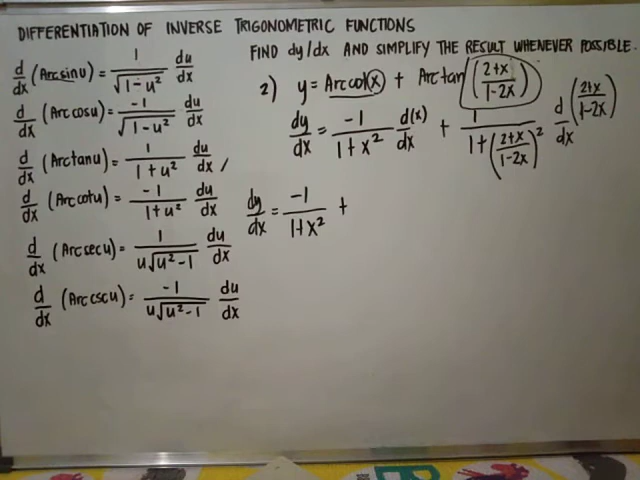 DIFFERENTIATION OF INVERSE TRIGONOMETRIC FUNCTIONS
FIND dy/dx AND SIMPLIFY THE RESULT WHENEVER POSSIBLE.
d/dx (Arcsinu) = 1/√(1-u²) du/dx
d/dx (Arccosu) = -1/√(1-u²) du/dx
d/dx (Arctanu) = 1/(1+u²) du/dx
d/dx (Arccotu) = -1/(1+u²) du/dx
d/dx (Arcsecu) = 1/(u√(u²-1)) du/dx
d/dx (Arccscu) = -1/(u√(u²-1)) du/dx
2) y = Arccot(x) + Arctan((2+x)/(1-2x))
dy/dx = -1/(1+x²) d(x)/dx + 1/(1+((2+x)/(1-2x))²) d/dx ((2+x)/(1-2x))
dy/dx = -1/(1+x²) +